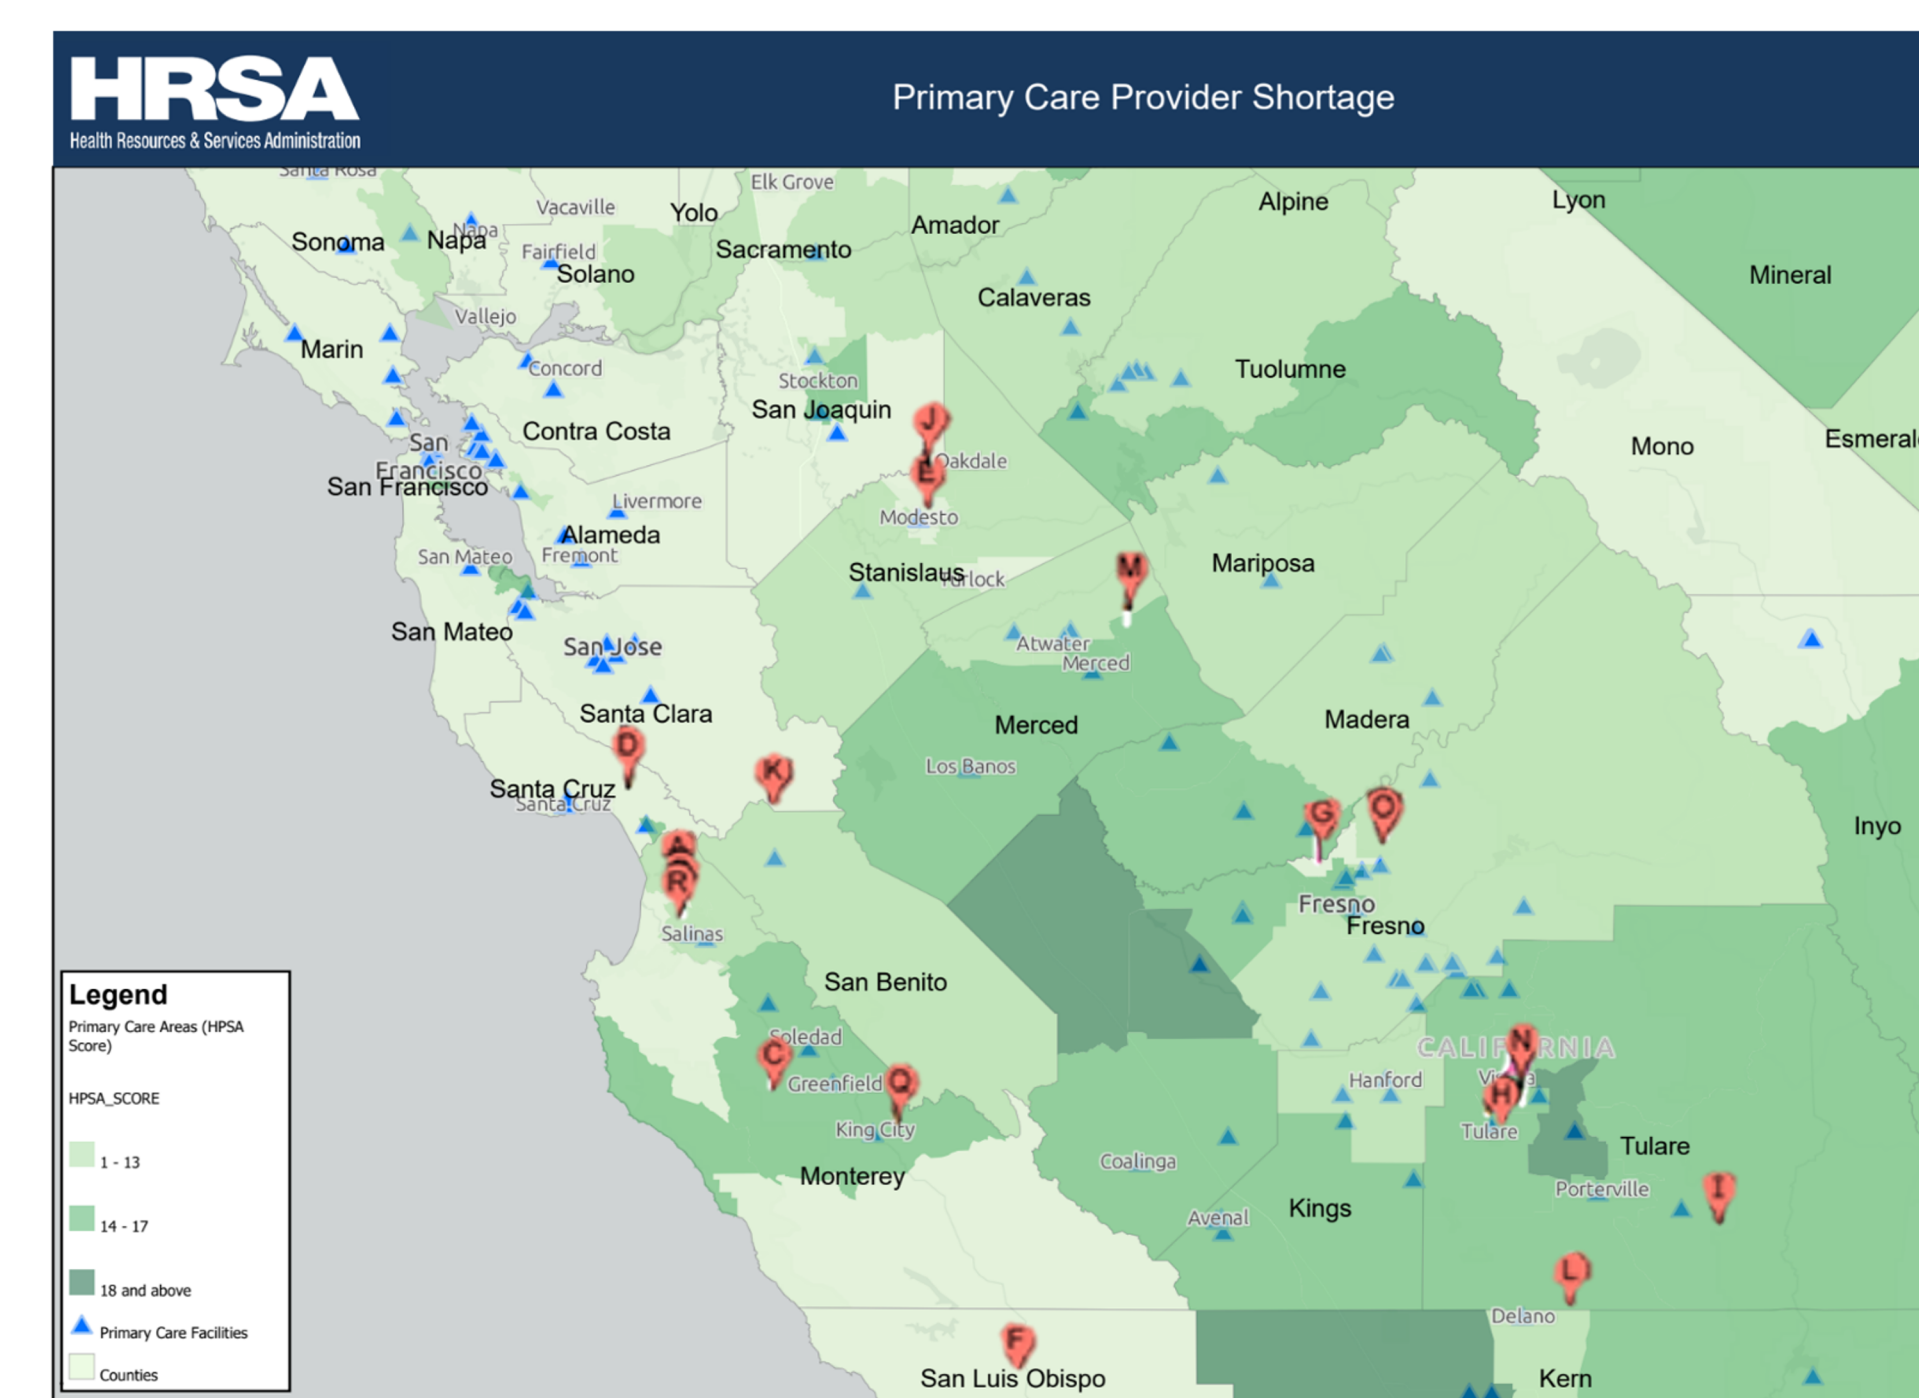 HRSA
Health Resources & Services Administration
Primary Care Provider Shortage
Santa Rosa
Elk Grove
Vacaville
Yolo
Alpine
Lyon
Amador
Napa
Sonoma
Napa
Fairfield
Sacramento
Solano
Mineral
Calaveras
Vallejo
Marin
Concord
Tuolumne
Stockton
San Joaquin
J
Contra Costa
Esmeral
San
Francisco
Mono
Oakdale
E
San Francisco
Livermore
Modesto
Alameda
San Mateo
Fremont
M
Mariposa
Stanislaus
San Mateo
San Jose
Atwater
Merced
Santa Clara
Madera
Merced
D
Los Banos
K
Santa Cruz
Santa Cruz
G
O
Inyo
A
R
Fresno
Fresno
Salinas
San Benito
Legend
Primary Care Areas (HPSA
Score)
HPSA_SCORE
1 - 13
14 - 17
18 and above
Primary Care Facilities
Counties
Soledad
C
Greenfield
Q
King City
Monterey
N
Hanford
H
Tulare
Tulare
Coalinga
Porterville
I
Kings
Avenal
L
Delano
F
San Luis Obispo
Kern